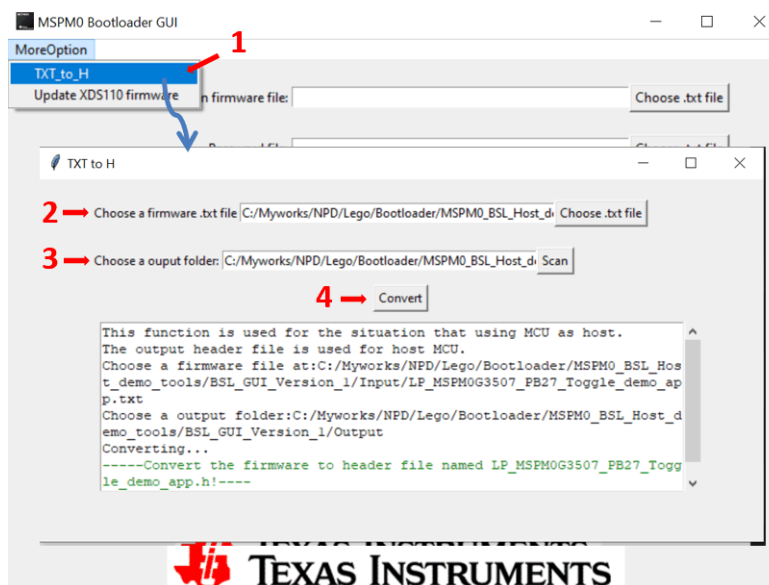 MSPM0 Bootloader GUI
MoreOption
1
TXT_to_H
Update XDS110 firmware
n firmware file:
Choose .txt file
TXT to H
2
Choose a firmware .txt file
C:/Myworks/NPD/Lego/Bootloader/MSPM0_BSL_Host_de
Choose .txt file
3
Choose a ouput folder:
C:/Myworks/NPD/Lego/Bootloader/MSPM0_BSL_Host_d
Scan
4
Convert
This function is used for the situation that using MCU as host.
The output header file is used for host MCU.
Choose a firmware file at:C:/Myworks/NPD/Lego/Bootloader/MSPM0_BSL_Hos
t_demo_tools/BSL_GUI_Version_1/Input/LP_MSPM0G3507_PB27_Toggle_demo_ap
p.txt
Choose a output folder:C:/Myworks/NPD/Lego/Bootloader/MSPM0_BSL_Host_d
emo_tools/BSL_GUI_Version_1/Output
Converting...
-----Convert the firmware to header file named LP_MSPM0G3507_PB27_Togg
le_demo_app.h!----
TEXAS INSTRUMENTS